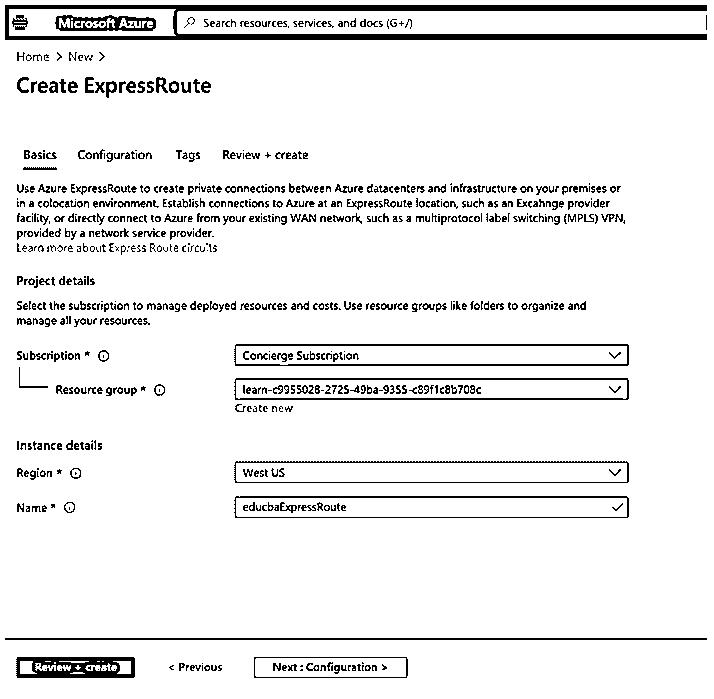 Microsoft Azure
Search resources, services, and docs (G+/)
Home > New >
Create ExpressRoute
Basics Configuration Tags Review + create
Use Azure ExpressRoute to create private connections between Azure datacenters and infrastructure on your premises or
in a colocation environment. Establish connections to Azure at an ExpressRoute location, such as an Excahnge provider
facility, or directly connect to Azure from your existing WAN network, such as a multiprotocol label switching (MPLS) VPN,
provided by a network service provider.
Learn more about Express Route circuits
Project details
Select the subscription to manage deployed resources and costs. Use resource groups like folders to organize and
manage all your resources.
Subscription * Concierge Subscription
Resource group * learn-c9955028-2725-49ba-9355-c89f1c8b708c
Create new
Instance details
Region * West US
Name * educbaExpressRoute
Review + create < Previous Next : Configuration >